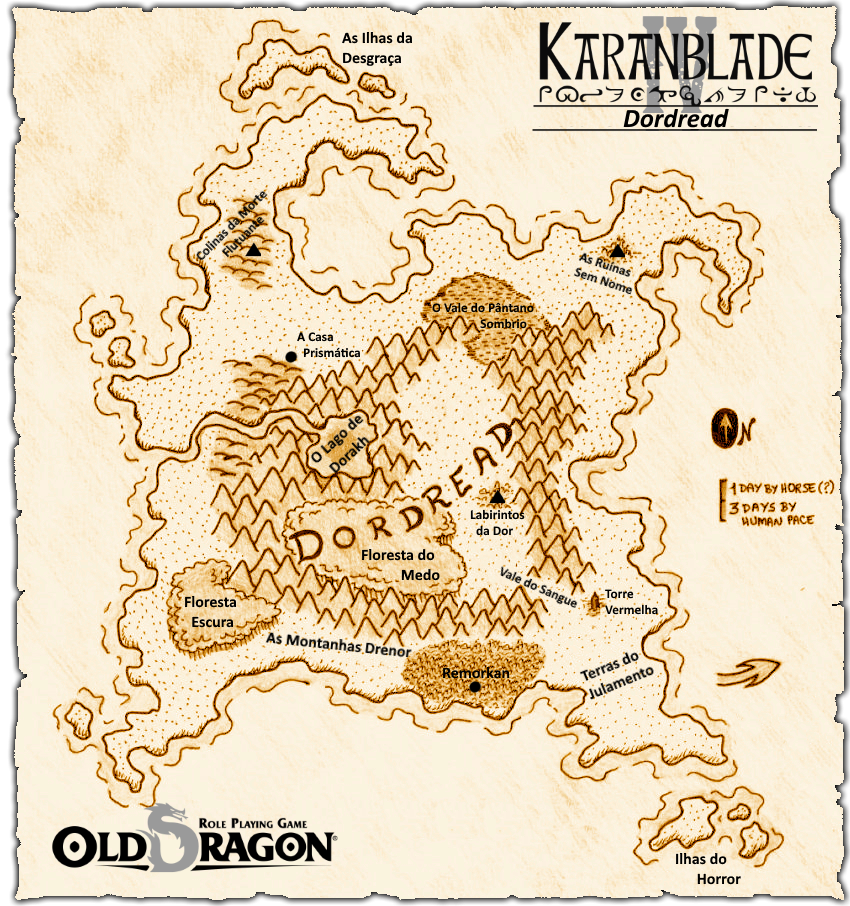 As Ilhas da
Desgraça
KARANBLADE
IV
Dordread
Colinas da Morte
Flutuante
As Ruínas
Sem Nome
O Vale do Pântano
Sombrio
A Casa
Prismática
N
O Lago de
Dorakh
DORDREAD
1 DAY BY HORSE (?)
3 DAYS BY
HUMAN PACE
Labirintos
da Dor
Floresta do
Medo
Vale do Sangue
Torre
Vermelha
Floresta
Escura
As Montanhas Drenor
Remorkan
Terras do
Julamento
ROLE PLAYING GAME
OLD DRAGON®
Ilhas do
Horror